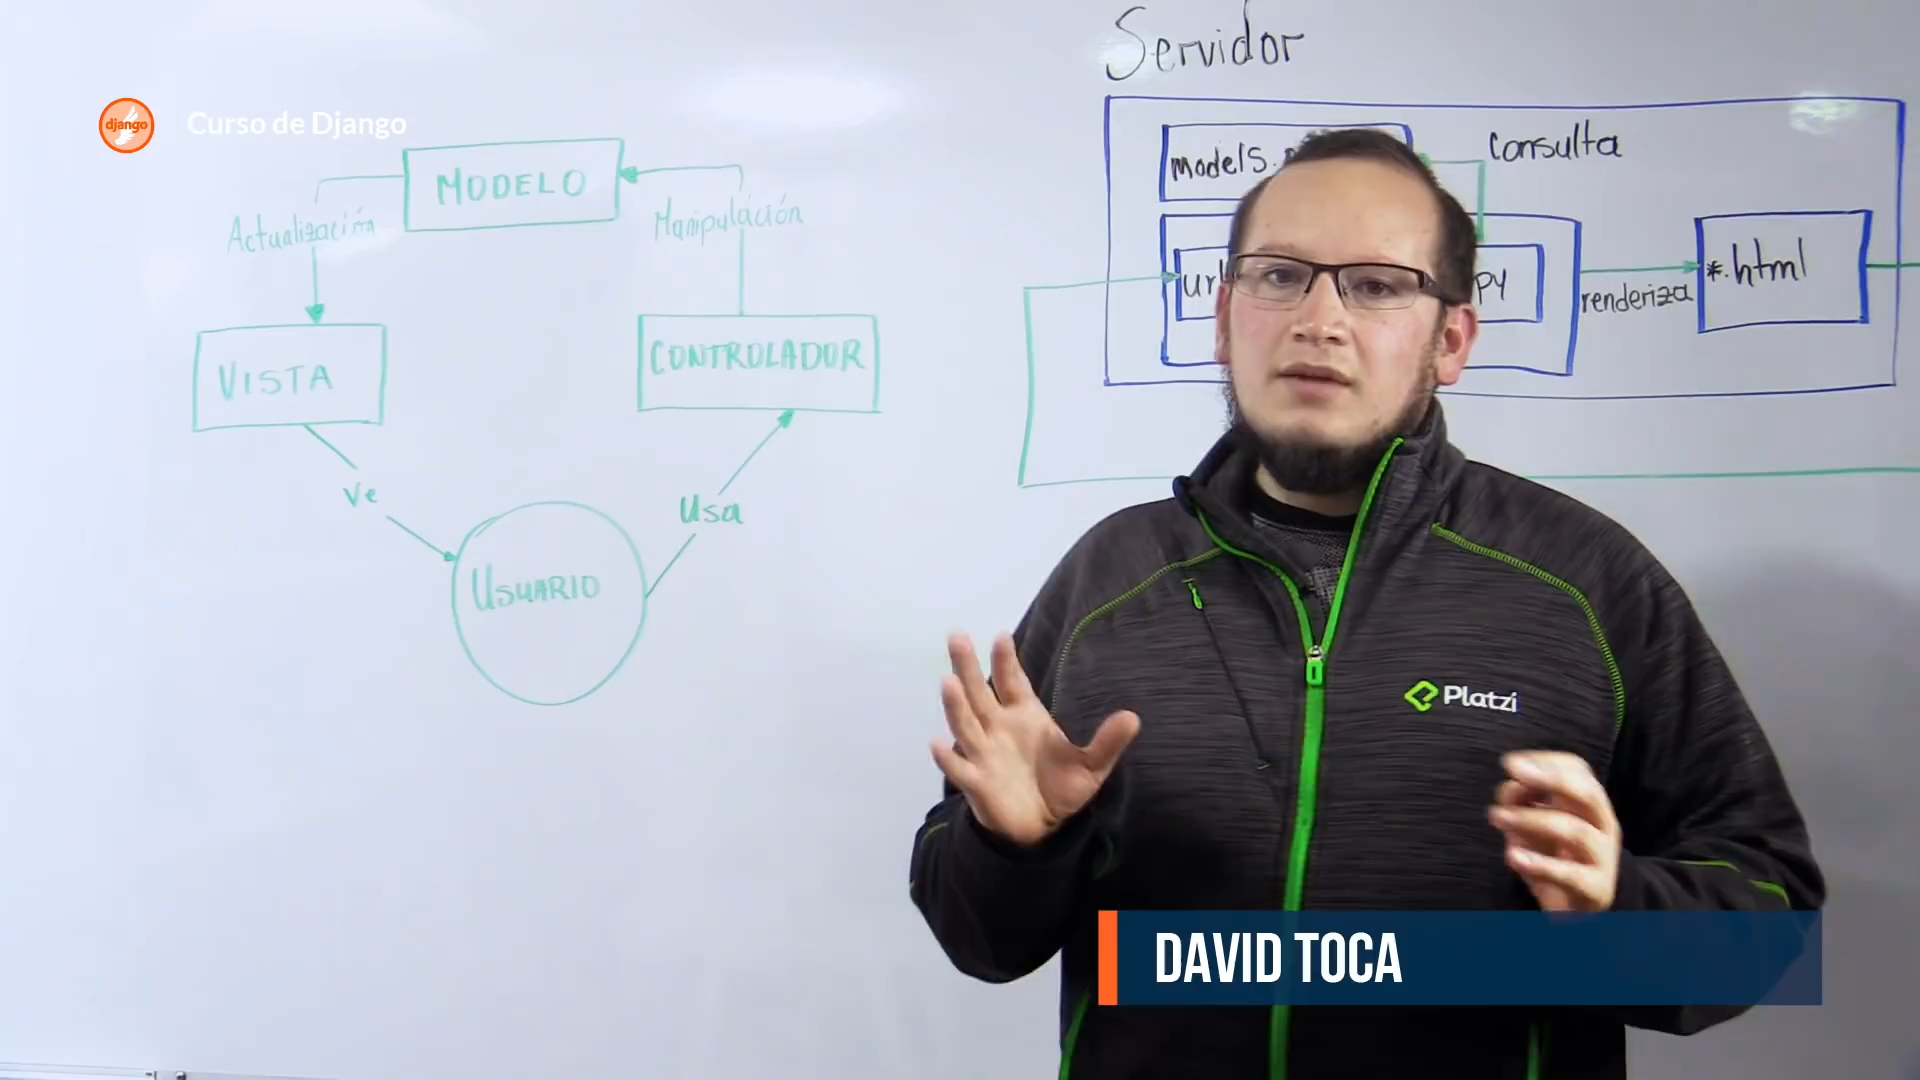 Servidor
django
Curso de Django
models.
consulta
MODELO
Actualización
Manipulación
url
py
renderiza
*.html
VISTA
CONTROLADOR
Ve
Usa
USUARIO
Platzi
DAVID TOCA